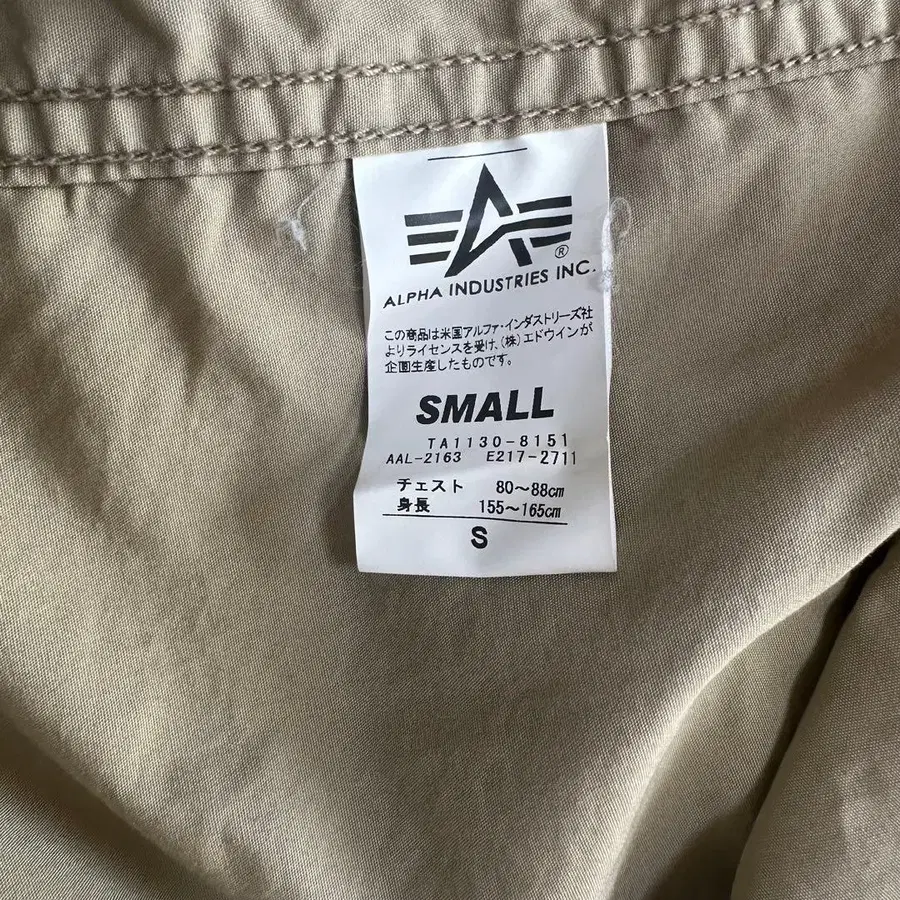 ALPHA INDUSTRIES INC.
この商品は米国アルファ・インダストリーズ社
よりライセンスを受け、(株)エドウインが
企画生産したものです。
SMALL
TA1130-8151
AAL-2163 E217-2711
チェスト 80～88cm
身長 155～165cm
S